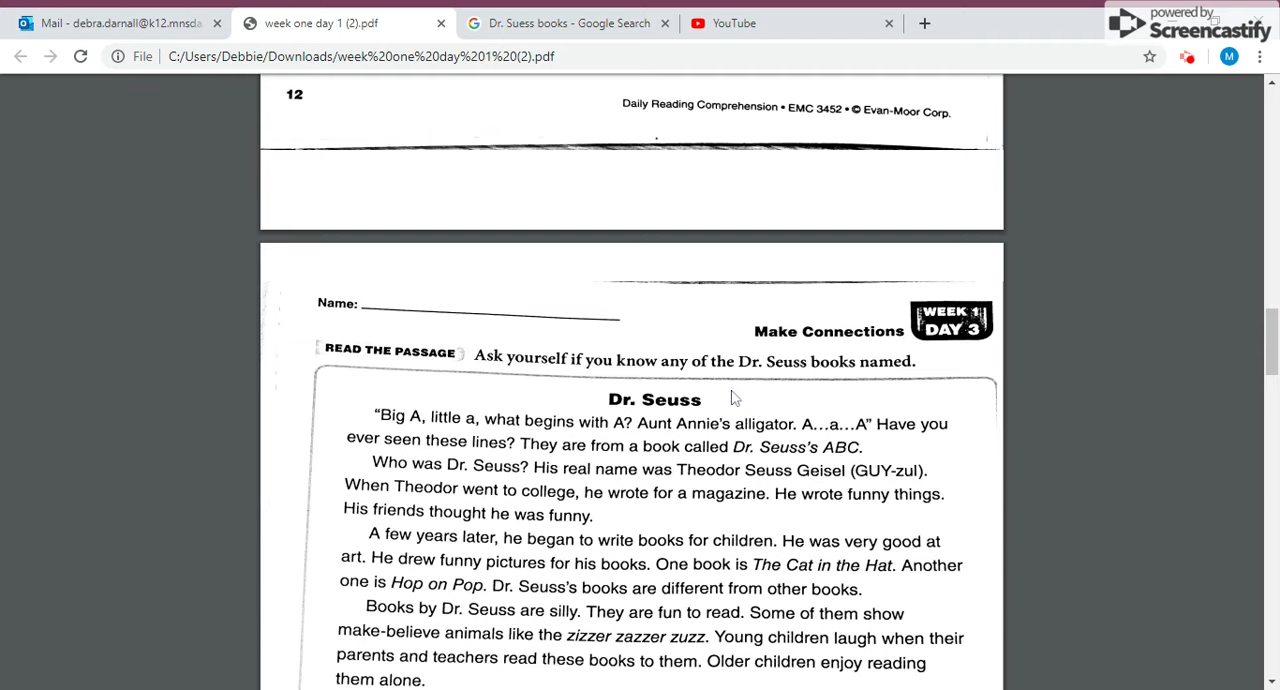 powered by
Screencastify
Mail - debra.darnall@k12.mnsda.
week one day 1 (2).pdf
Dr. Suess books - Google Search
YouTube
File
C:/Users/Debbie/Downloads/week%20one%20day%201%20(2).pdf
M
12
Daily Reading Comprehension • EMC 3452 • © Evan-Moor Corp.
Name:
WEEK 1
DAY 3
Make Connections
READ THE PASSAGE Ask yourself if you know any of the Dr. Seuss books named.
Dr. Seuss
“Big A, little a, what begins with A? Aunt Annie’s alligator. A…a…A” Have you
ever seen these lines? They are from a book called Dr. Seuss’s ABC.
Who was Dr. Seuss? His real name was Theodor Seuss Geisel (GUY-zul).
When Theodor went to college, he wrote for a magazine. He wrote funny things.
His friends thought he was funny.
A few years later, he began to write books for children. He was very good at
art. He drew funny pictures for his books. One book is The Cat in the Hat. Another
one is Hop on Pop. Dr. Seuss’s books are different from other books.
Books by Dr. Seuss are silly. They are fun to read. Some of them show
make-believe animals like the zizzer zazzer zuzz. Young children laugh when their
parents and teachers read these books to them. Older children enjoy reading
them alone.